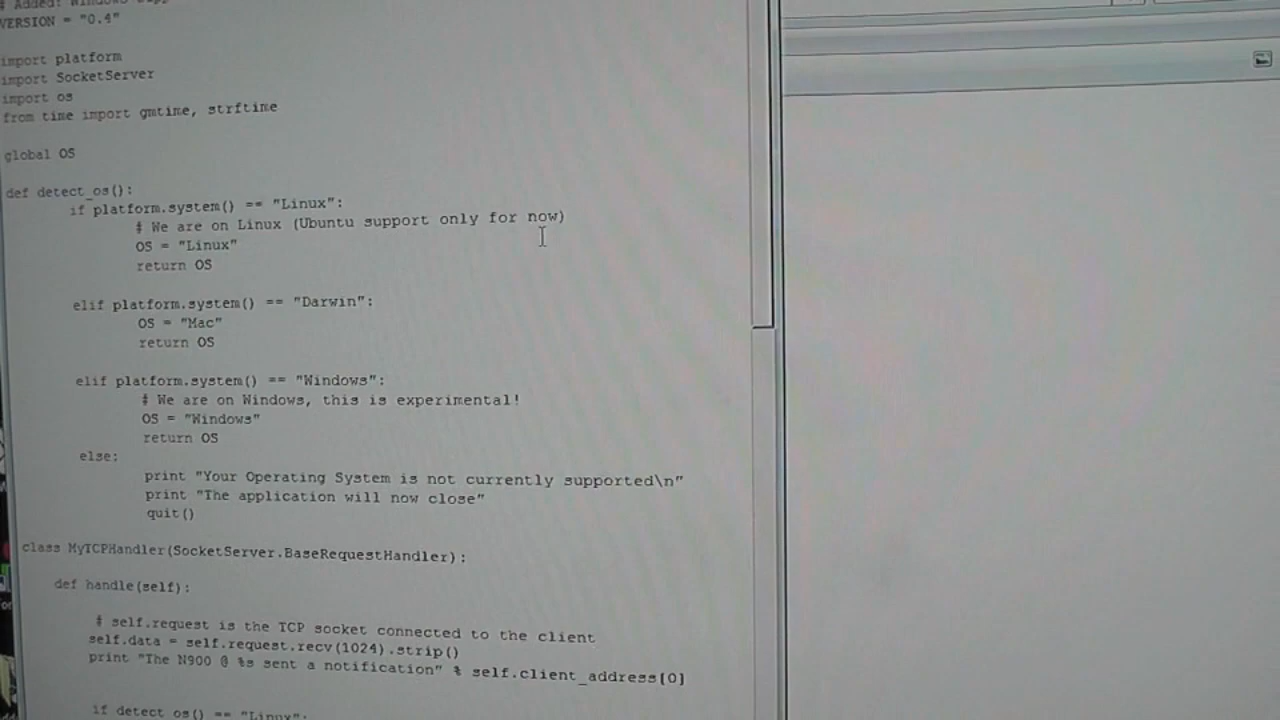 # Added: Windows
VERSION = "0.4"
import platform
import SocketServer
import os
from time import gmtime, strftime
global OS
def detect_os():
if platform.system() == "Linux":
# We are on Linux (Ubuntu support only for now)
OS = "Linux"
return OS
elif platform.system() == "Darwin":
OS = "Mac"
return OS
elif platform.system() == "Windows":
# We are on Windows, this is experimental!
OS = "Windows"
return OS
else:
print "Your Operating System is not currently supported\n"
print "The application will now close"
quit()
class MyTCPHandler(SocketServer.BaseRequestHandler):
def handle(self):
# self.request is the TCP socket connected to the client
self.data = self.request.recv(1024).strip()
print "The N900 @ %s sent a notification" % self.client_address[0]
if detect_os() == "Linux":